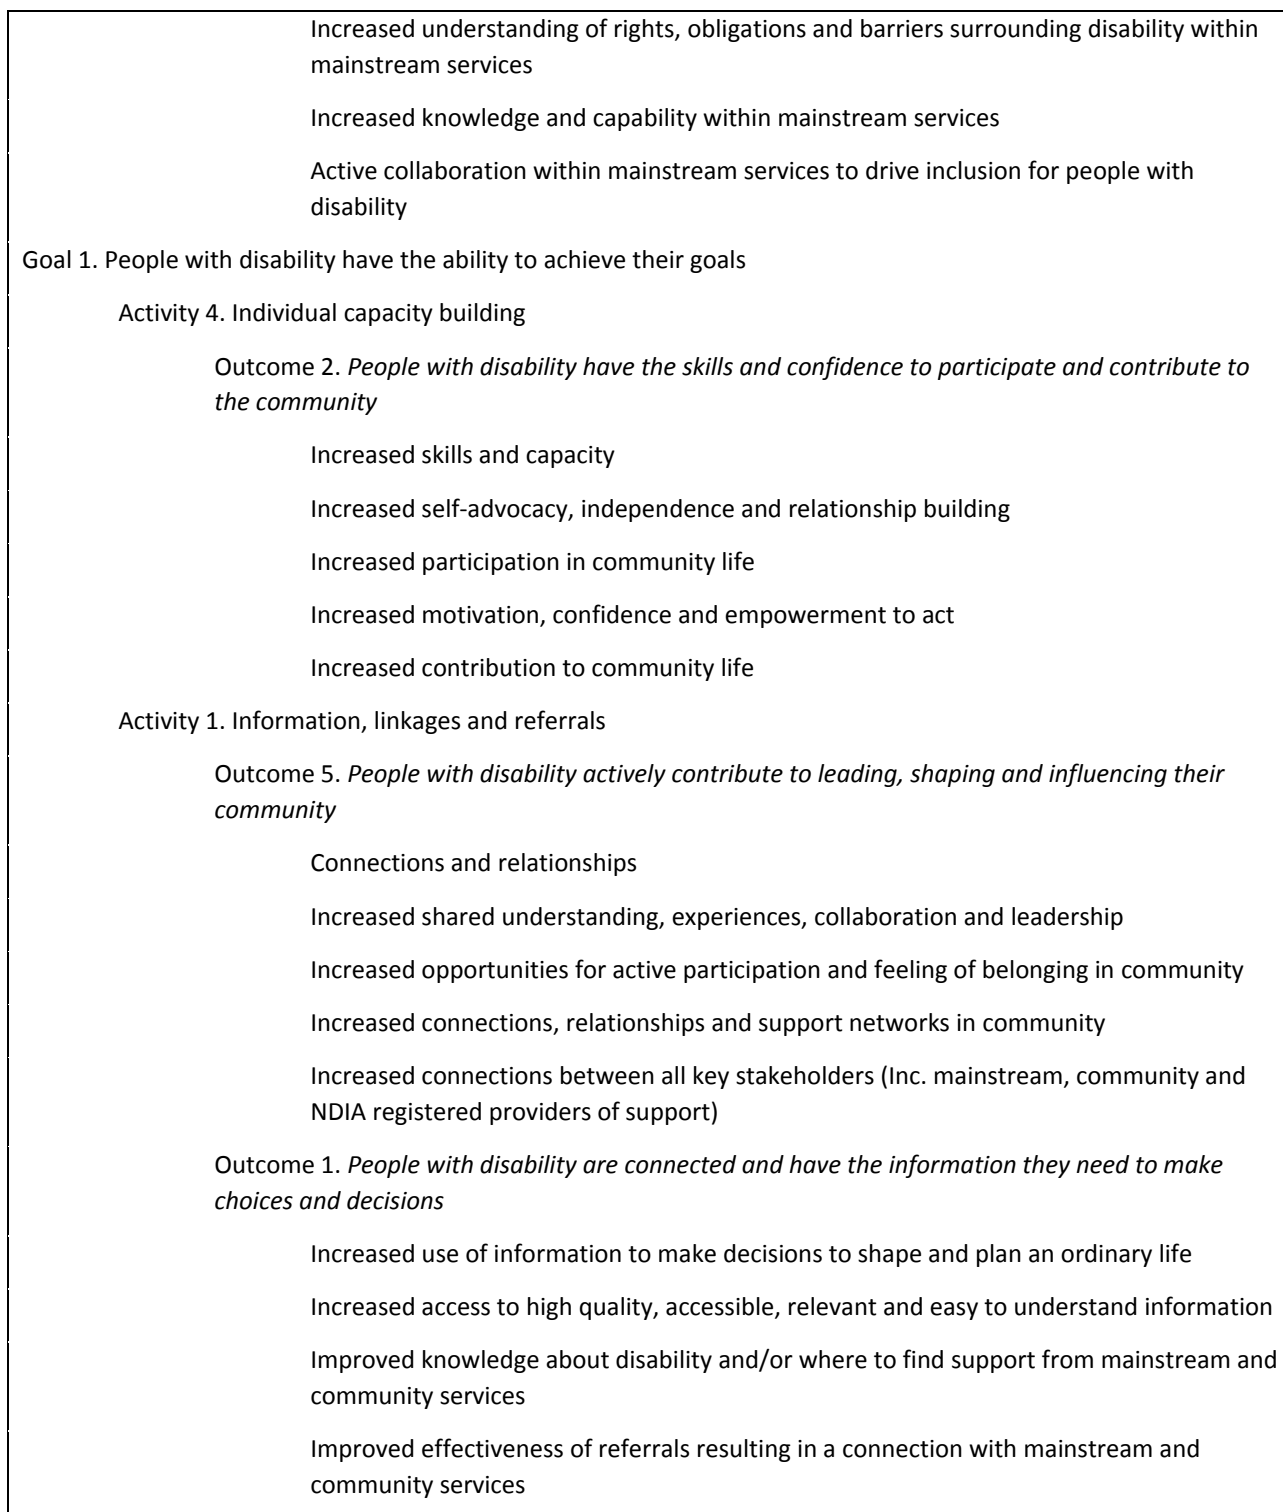 Increased understanding of rights, obligations and barriers surrounding disability within
mainstream services
Increased knowledge and capability within mainstream services
Active collaboration within mainstream services to drive inclusion for people with
disability
Goal 1. People with disability have the ability to achieve their goals
Activity 4. Individual capacity building
Outcome 2. People with disability have the skills and confidence to participate and contribute to
the community
Increased skills and capacity
Increased self-advocacy, independence and relationship building
Increased participation in community life
Increased motivation, confidence and empowerment to act
Increased contribution to community life
Activity 1. Information, linkages and referrals
Outcome 5. People with disability actively contribute to leading, shaping and influencing their
community
Connections and relationships
Increased shared understanding, experiences, collaboration and leadership
Increased opportunities for active participation and feeling of belonging in community
Increased connections, relationships and support networks in community
Increased connections between all key stakeholders (Inc. mainstream, community and
NDIA registered providers of support)
Outcome 1. People with disability are connected and have the information they need to make
choices and decisions
Increased use of information to make decisions to shape and plan an ordinary life
Increased access to high quality, accessible, relevant and easy to understand information
Improved knowledge about disability and/or where to find support from mainstream and
community services
Improved effectiveness of referrals resulting in a connection with mainstream and
community services